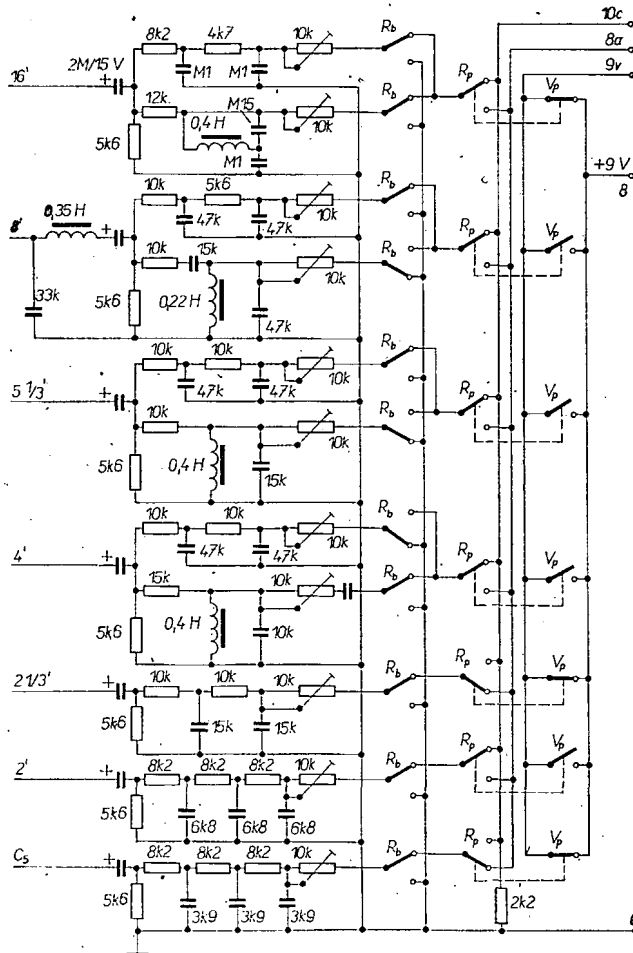 10c
8a
9v
8k2 4k7 10k Rb
2M/15 V M1 M1 Rp Vp
16'
12k M15 10k Rb
0,4 H
5k6 M1
+9 V
8
10k 5k6 10k Rb
0,35 H 47k 47k Rp Vp
8'
10k 15k 10k Rb
33k 5k6 0,22 H 47k
10k 10k 10k Rb
5 1/3' 47k 47k Rp Vp
10k 10k Rb
5k6 0,4 H 15k
10k 10k 10k Rb
4' 47k 47k Rp Vp
15k 10k Rb
5k6 0,4 H 10k
2 1/3' 10k 10k 10k Rb Rp Vp
5k6 15k 15k
2' 8k2 8k2 8k2 10k Rb Rp Vp
5k6 6k8 6k8 6k8
C5 8k2 8k2 8k2 10k Rb Rp Vp
5k6 3k9 3k9 3k9 2k2